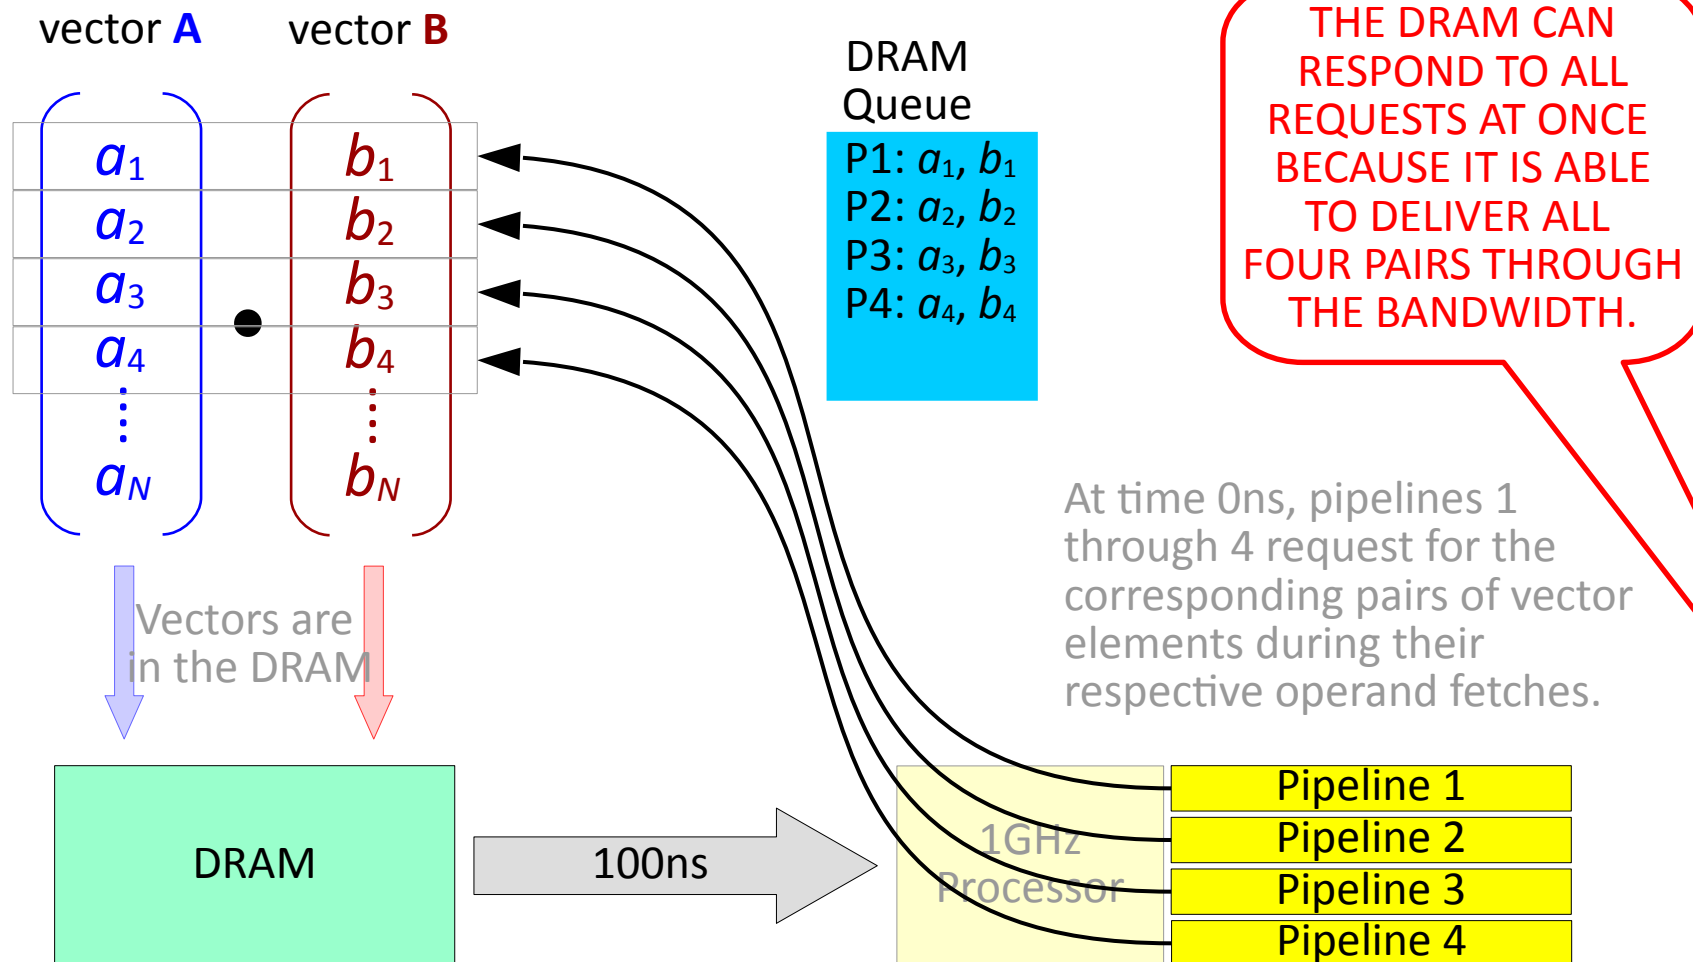 vector A
vector B
a1
b1
a2
b2
a3
b3
a4
b4
aN
bN
DRAM
Queue
P1: a1, b1
P2: a2, b2
P3: a3, b3
P4: a4, b4
THE DRAM CAN
RESPOND TO ALL
REQUESTS AT ONCE
BECAUSE IT IS ABLE
TO DELIVER ALL
FOUR PAIRS THROUGH
THE BANDWIDTH.
At time 0ns, pipelines 1
through 4 request for the
corresponding pairs of vector
elements during their
respective operand fetches.
Vectors are
in the DRAM
DRAM
100ns
1GHz
Processor
Pipeline 1
Pipeline 2
Pipeline 3
Pipeline 4